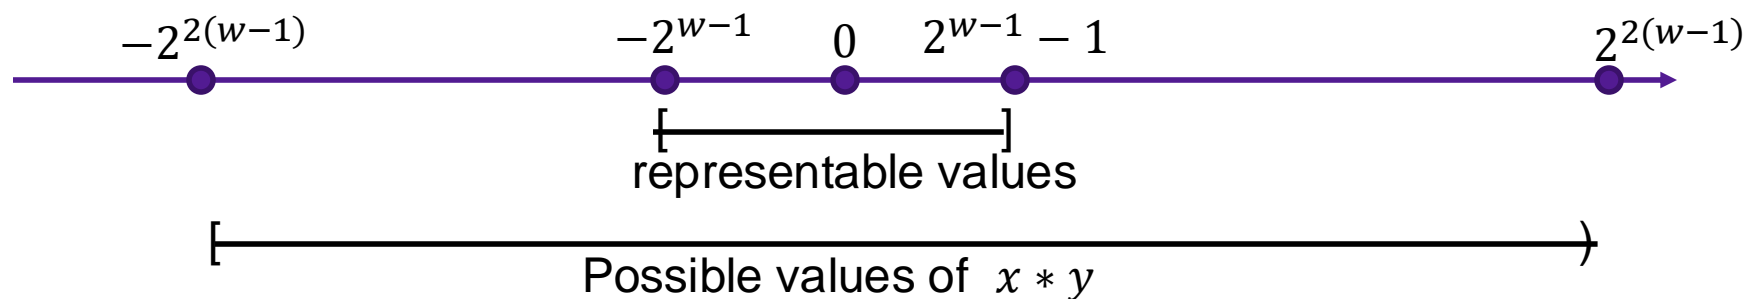 −2^{2(w−1)} −2^{w−1} 0 2^{w−1} − 1 2^{2(w−1)}
[ ]
representable values
[ )
Possible values of x ∗ y